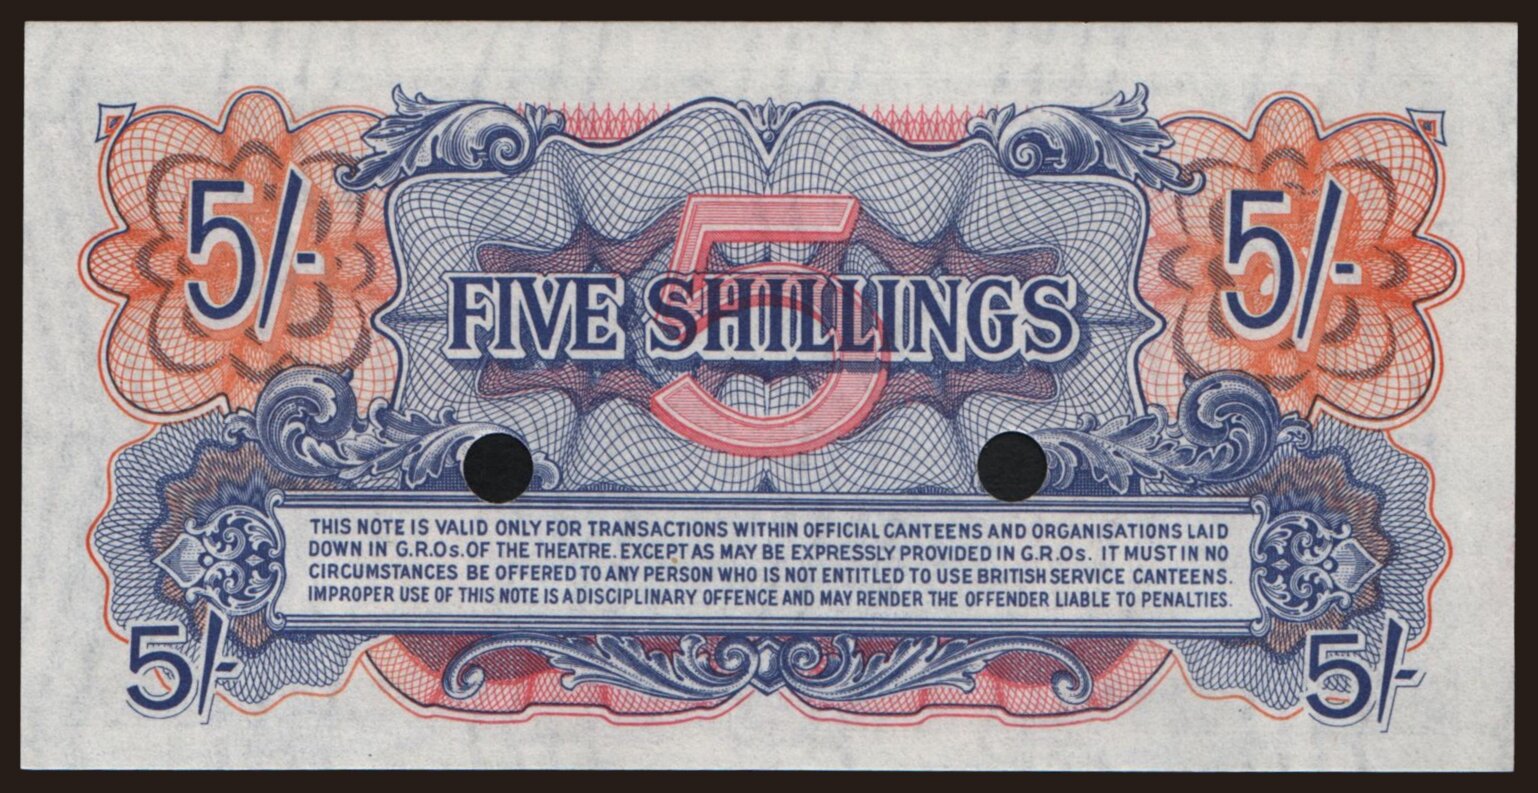 5/-
5/-
5
FIVE SHILLINGS
THIS NOTE IS VALID ONLY FOR TRANSACTIONS WITHIN OFFICIAL CANTEENS AND ORGANISATIONS LAID
DOWN IN G.R.Os. OF THE THEATRE. EXCEPT AS MAY BE EXPRESSLY PROVIDED IN G.R.Os. IT MUST IN NO
CIRCUMSTANCES BE OFFERED TO ANY PERSON WHO IS NOT ENTITLED TO USE BRITISH SERVICE CANTEENS.
IMPROPER USE OF THIS NOTE IS A DISCIPLINARY OFFENCE AND MAY RENDER THE OFFENDER LIABLE TO PENALTIES.
5/-
5/-